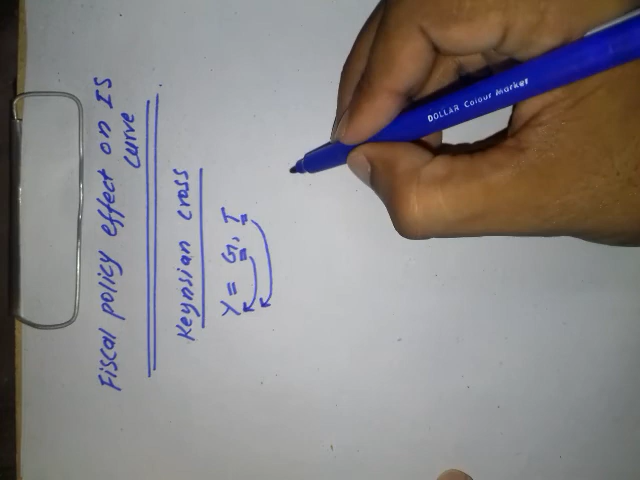 Fiscal policy effect on IS
curve
Keynsian cross
Y = G, T
DOLLAR Colour Marker